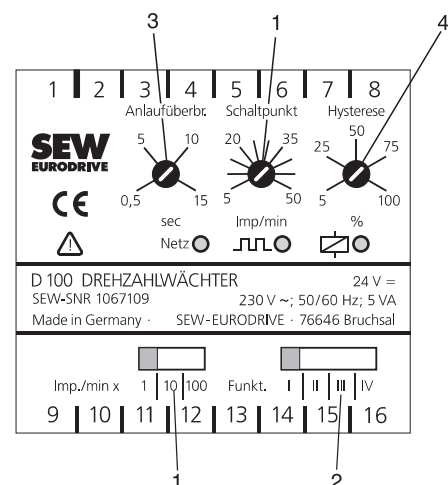 3 1 4
1 2 3 4 5 6 7 8
Anlaufüberbr. Schaltpunkt Hysterese
SEW
EURODRIVE
CE
5 10
0,5 15
sec
Netz
20 35
5 50
Imp/min
50
25 75
5 100
%
D 100 DREHZAHLWÄCHTER 24 V =
SEW-SNR 1067109 230 V ~; 50/60 Hz; 5 VA
Made in Germany · SEW-EURODRIVE · 76646 Bruchsal
Imp./min x 1 10 100 Funkt. I II III IV
9 10 11 12 13 14 15 16
1 2